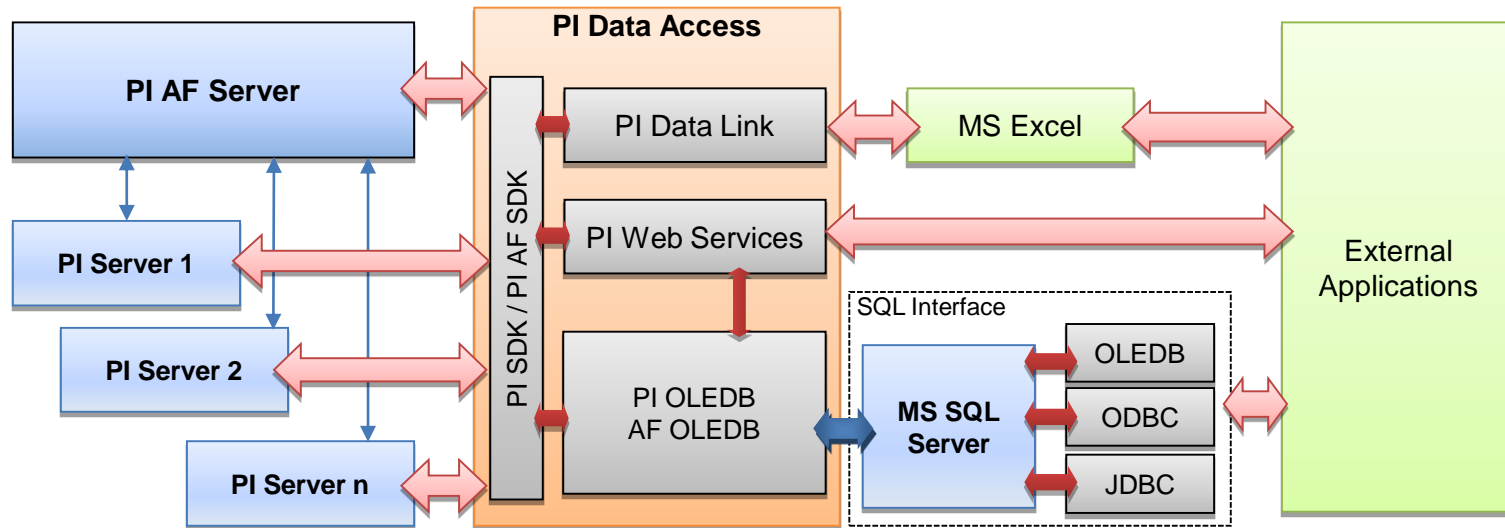 PI Data Access
PI AF Server
PI Server 1
PI Server 2
PI Server n
PI SDK / PI AF SDK
PI Data Link
PI Web Services
PI OLEDB
AF OLEDB
MS Excel
SQL Interface
MS SQL
Server
OLEDB
ODBC
JDBC
External
Applications